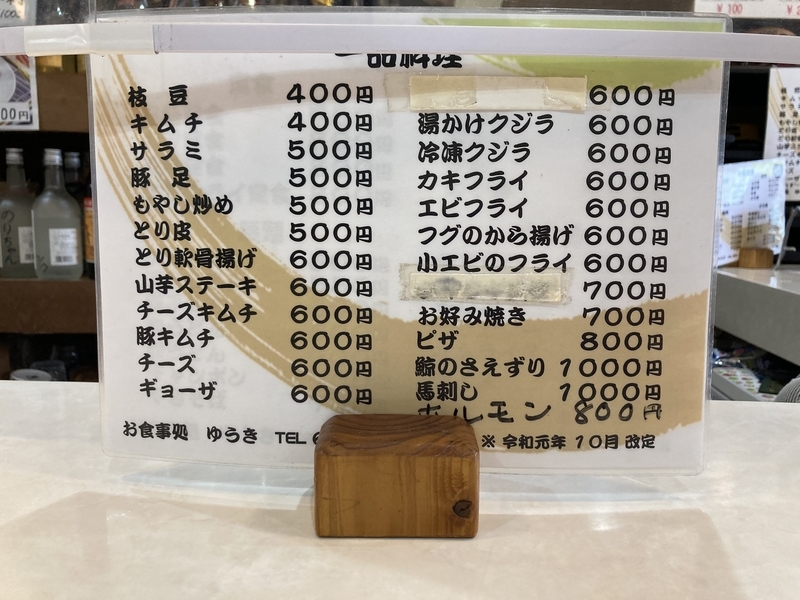 一品料理
枝豆 400円
キムチ 400円
サラミ 500円
豚足 500円
もやし炒め 500円
とり皮 500円
とり軟骨揚げ 600円
山芋ステーキ 600円
チーズキムチ 600円
豚キムチ 600円
チーズ 600円
ギョーザ 600円
600円
湯かけクジラ 600円
冷凍クジラ 600円
カキフライ 600円
エビフライ 600円
フグのから揚げ 600円
小エビのフライ 600円
700円
お好み焼き 700円
ピザ 800円
鯨のさえずり 1000円
馬刺し 1000円
ホルモン 800円
お食事処 ゆうき TEL
※ 令和元年 10月 改定
¥100
00円